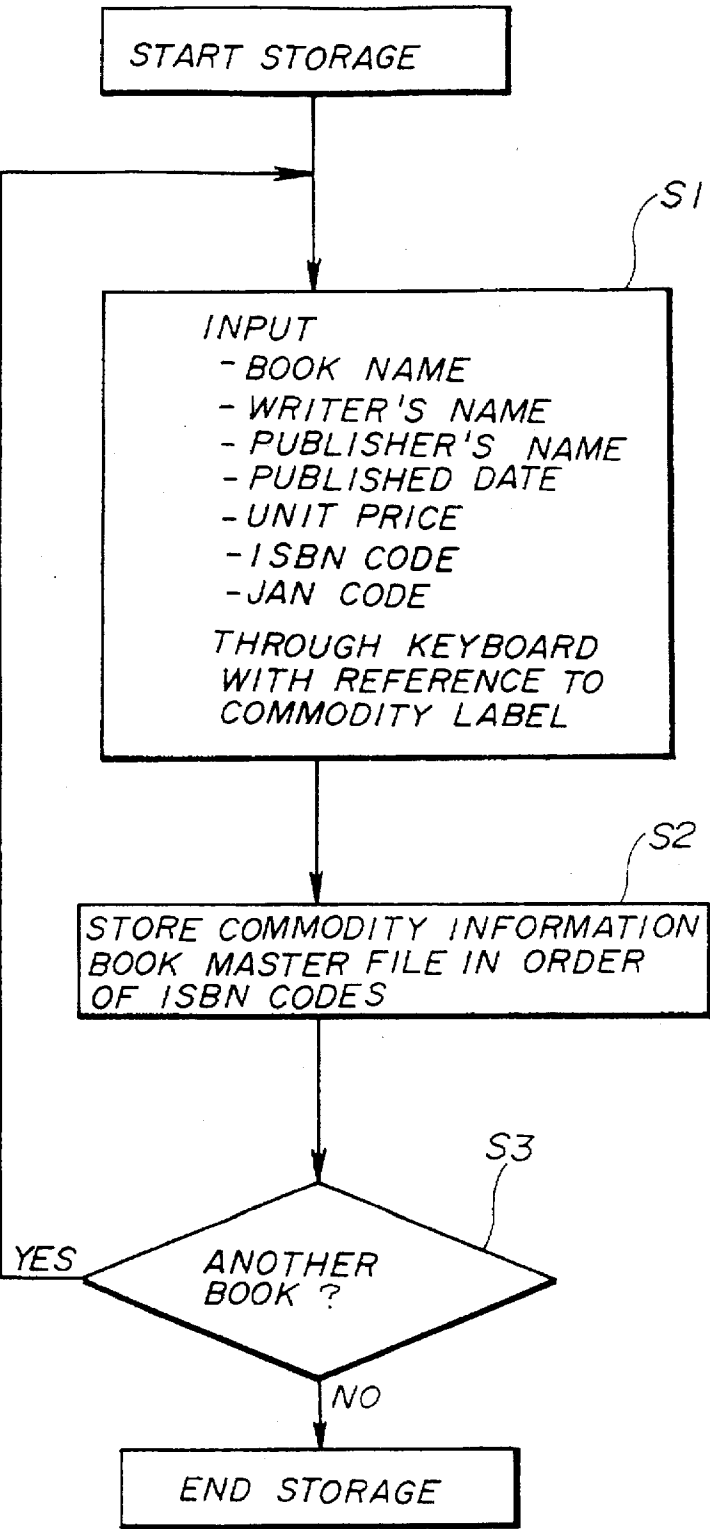 START STORAGE
S1
INPUT
- BOOK NAME
- WRITER'S NAME
- PUBLISHER'S NAME
- PUBLISHED DATE
- UNIT PRICE
- ISBN CODE
- JAN CODE
THROUGH KEYBOARD
WITH REFERENCE TO
COMMODITY LABEL
S2
STORE COMMODITY INFORMATION
BOOK MASTER FILE IN ORDER
OF ISBN CODES
S3
YES
ANOTHER
BOOK ?
NO
END STORAGE